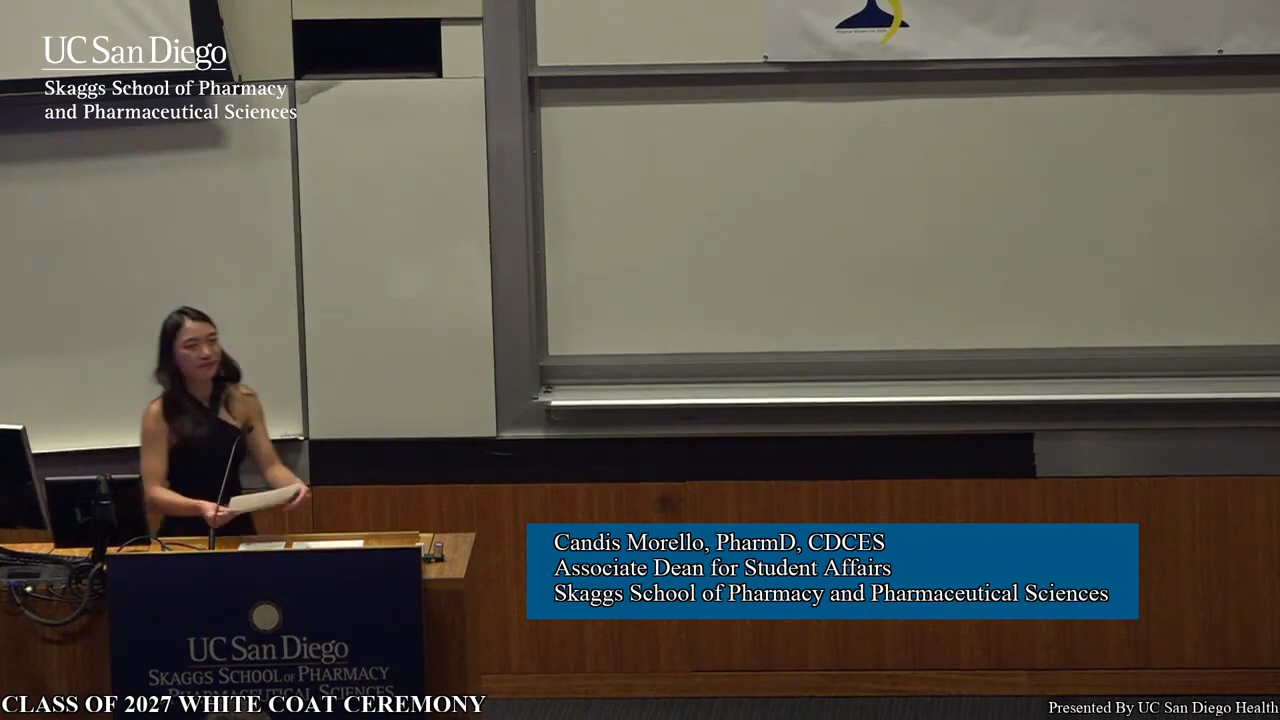 UC San Diego
Skaggs School of Pharmacy
and Pharmaceutical Sciences
Candis Morello, PharmD, CDCES
Associate Dean for Student Affairs
Skaggs School of Pharmacy and Pharmaceutical Sciences
UC San Diego
SKAGGS SCHOOL OF PHARMACY
PHARMACEUTICAL SCIENCES
CLASS OF 2027 WHITE COAT CEREMONY
Presented By UC San Diego Health